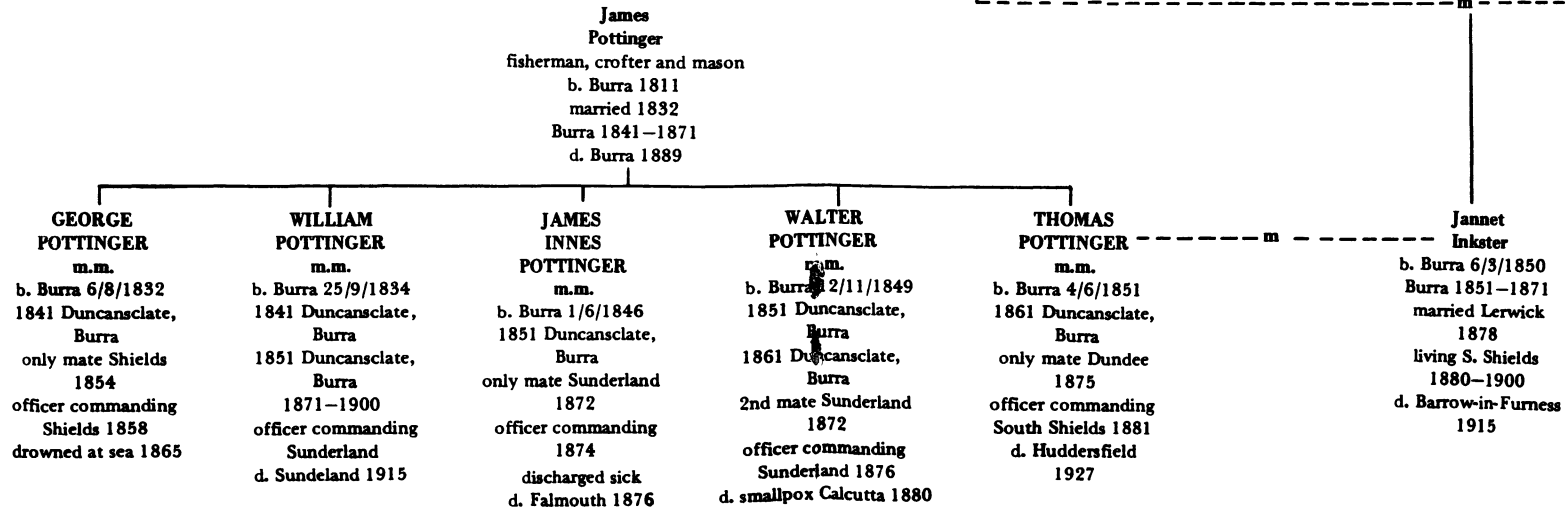 m
James
Pottinger
fisherman, crofter and mason
b. Burra 1811
married 1832
Burra 1841–1871
d. Burra 1889
GEORGE
POTTINGER
m.m.
b. Burra 6/8/1832
1841 Duncansclate,
Burra
only mate Shields
1854
officer commanding
Shields 1858
drowned at sea 1865
WILLIAM
POTTINGER
m.m.
b. Burra 25/9/1834
1841 Duncansclate,
Burra
1851 Duncansclate,
Burra
1871–1900
officer commanding
Sunderland
d. Sundeland 1915
JAMES
INNES
POTTINGER
m.m.
b. Burra 1/6/1846
1851 Duncansclate,
Burra
only mate Sunderland
1872
officer commanding
1874
discharged sick
d. Falmouth 1876
WALTER
POTTINGER
m.m.
b. Burra 12/11/1849
1851 Duncansclate,
Burra
1861 Duncansclate,
Burra
2nd mate Sunderland
1872
officer commanding
Sunderland 1876
d. smallpox Calcutta 1880
THOMAS
POTTINGER
m.m.
b. Burra 4/6/1851
1861 Duncansclate,
Burra
only mate Dundee
1875
officer commanding
South Shields 1881
d. Huddersfield
1927
m
Jannet
Inkster
b. Burra 6/3/1850
Burra 1851–1871
married Lerwick
1878
living S. Shields
1880–1900
d. Barrow-in-Furness
1915